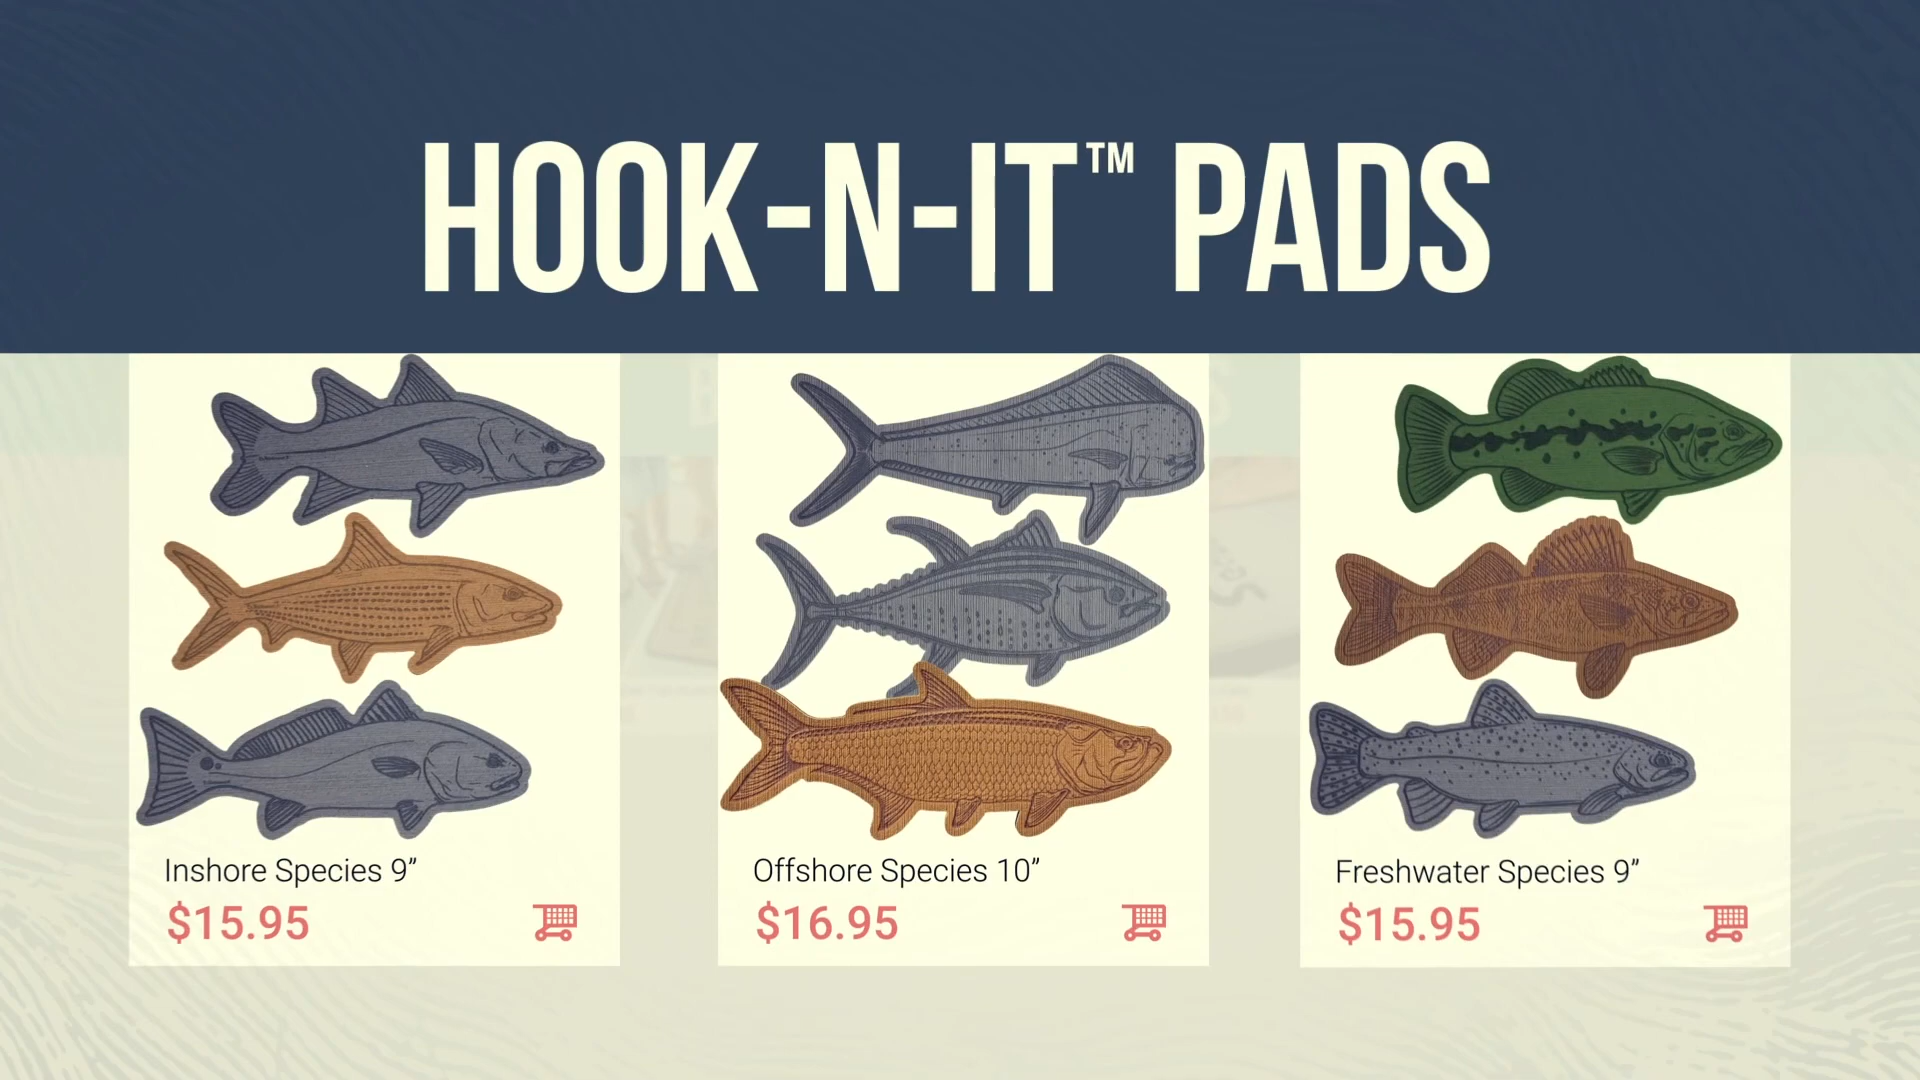 HOOK-N-IT™ PADS
Inshore Species 9”
$15.95
Offshore Species 10”
$16.95
Freshwater Species 9”
$15.95